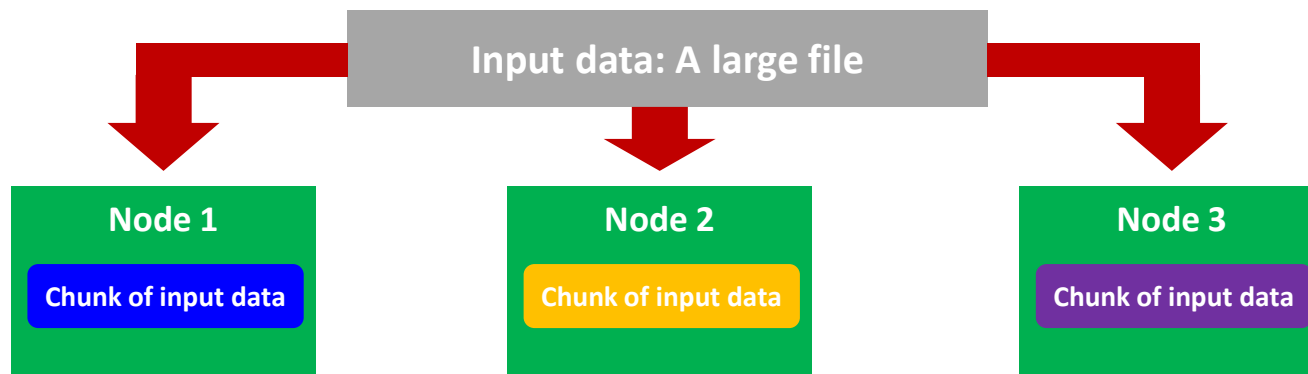 Input data: A large file
Node 1
Node 2
Node 3
Chunk of input data
Chunk of input data
Chunk of input data